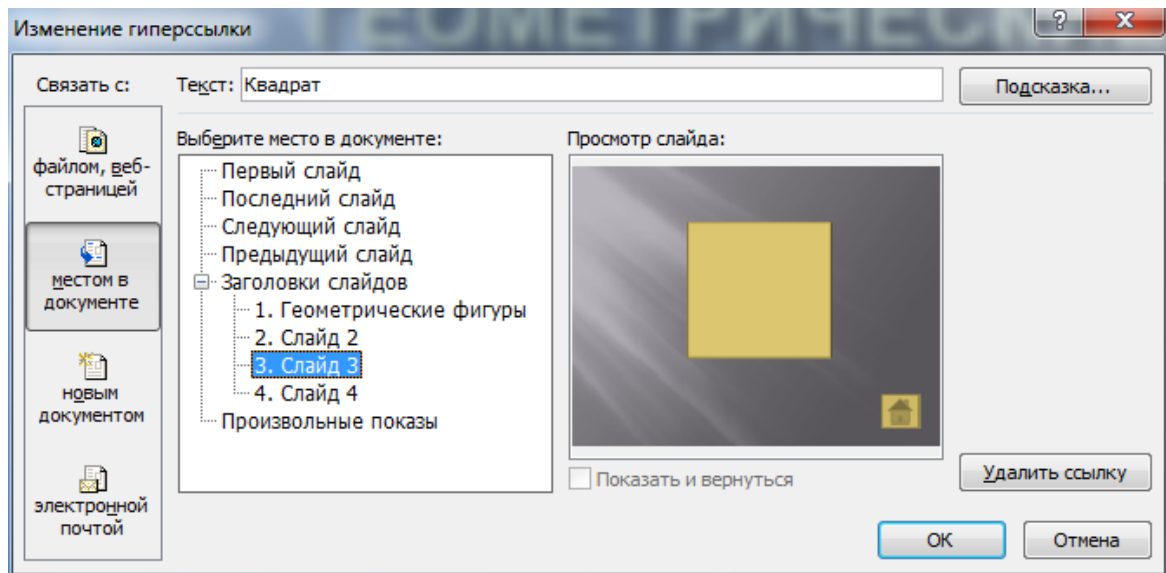 ГЕОМЕТРИЧЕСКИ
Изменение гиперссылки
Связать с:
Текст: Квадрат
Подсказка...
файлом, веб-
страницей
местом в
документе
новым
документом
электронной
почтой
Выберите место в документе:
Первый слайд
Последний слайд
Следующий слайд
Предыдущий слайд
Заголовки слайдов
1. Геометрические фигуры
2. Слайд 2
3. Слайд 3
4. Слайд 4
Произвольные показы
Просмотр слайда:
Показать и вернуться
Удалить ссылку
ОК
Отмена